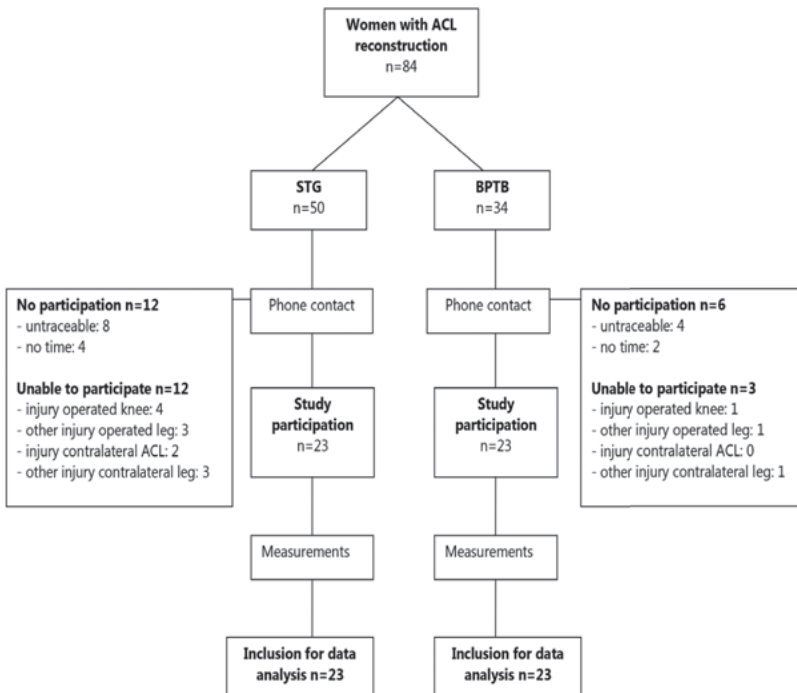 Women with ACL
reconstruction
n=84
STG
n=50
BPTB
n=34
No participation n=12
- untraceable: 8
- no time: 4
Unable to participate n=12
- injury operated knee: 4
- other injury operated leg: 3
- injury contralateral ACL: 2
- other injury contralateral leg: 3
Phone contact
Phone contact
No participation n=6
- untraceable: 4
- no time: 2
Unable to participate n=3
- injury operated knee: 1
- other injury operated leg: 1
- injury contralateral ACL: 0
- other injury contralateral leg: 1
Study
participation
n=23
Study
participation
n=23
Measurements
Measurements
Inclusion for data
analysis n=23
Inclusion for data
analysis n=23